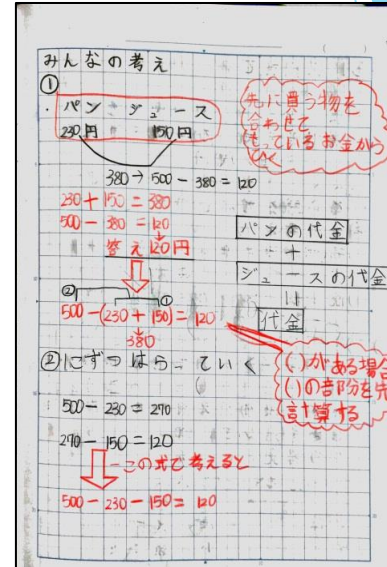 みんなの考え
①
・パン ジュース
230円 150円
380→500-380=120
230+150=380
500-380=120
答え120円
② ①
500-(230+150)=120
380
先に買う物を
合わせて
もっているお金から
ひく
パンの代金
+
ジュースの代金
=
代金
()がある場合
()の部分を先
計算する
②にずつはらっていく
500-230=270
270-150=120
この式で考えると
500-230-150=120